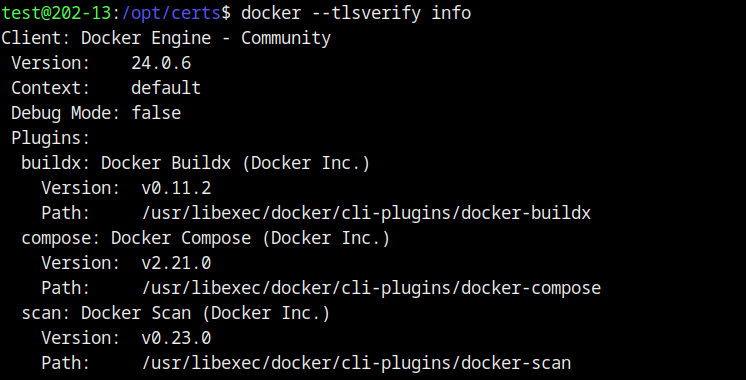 test@202-13:/opt/certs$ docker --tlsverify info
Client: Docker Engine - Community
 Version:    24.0.6
 Context:    default
 Debug Mode: false
 Plugins:
  buildx: Docker Buildx (Docker Inc.)
    Version:  v0.11.2
    Path:     /usr/libexec/docker/cli-plugins/docker-buildx
  compose: Docker Compose (Docker Inc.)
    Version:  v2.21.0
    Path:     /usr/libexec/docker/cli-plugins/docker-compose
  scan: Docker Scan (Docker Inc.)
    Version:  v0.23.0
    Path:     /usr/libexec/docker/cli-plugins/docker-scan